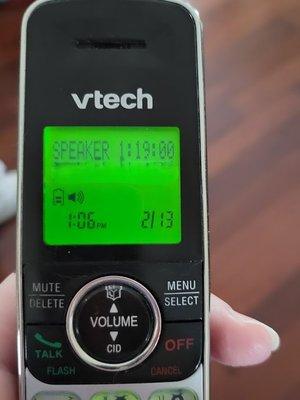 vtech
SPEAKER 1:19:00
1:06PM 2/13
MUTE
DELETE
MENU
SELECT
VOLUME
CID
TALK
OFF
FLASH
CANCEL